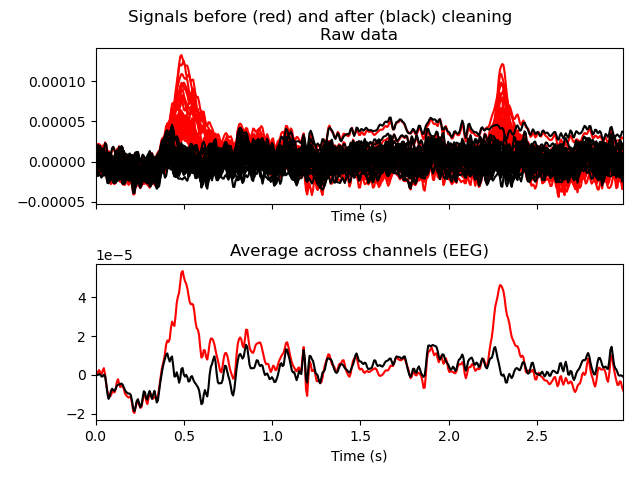 Signals before (red) and after (black) cleaning
Raw data
0.00010
0.00005
0.00000
−0.00005
Time (s)
Average across channels (EEG)
1e−5
4
2
0
−2
0.0 0.5 1.0 1.5 2.0 2.5
Time (s)